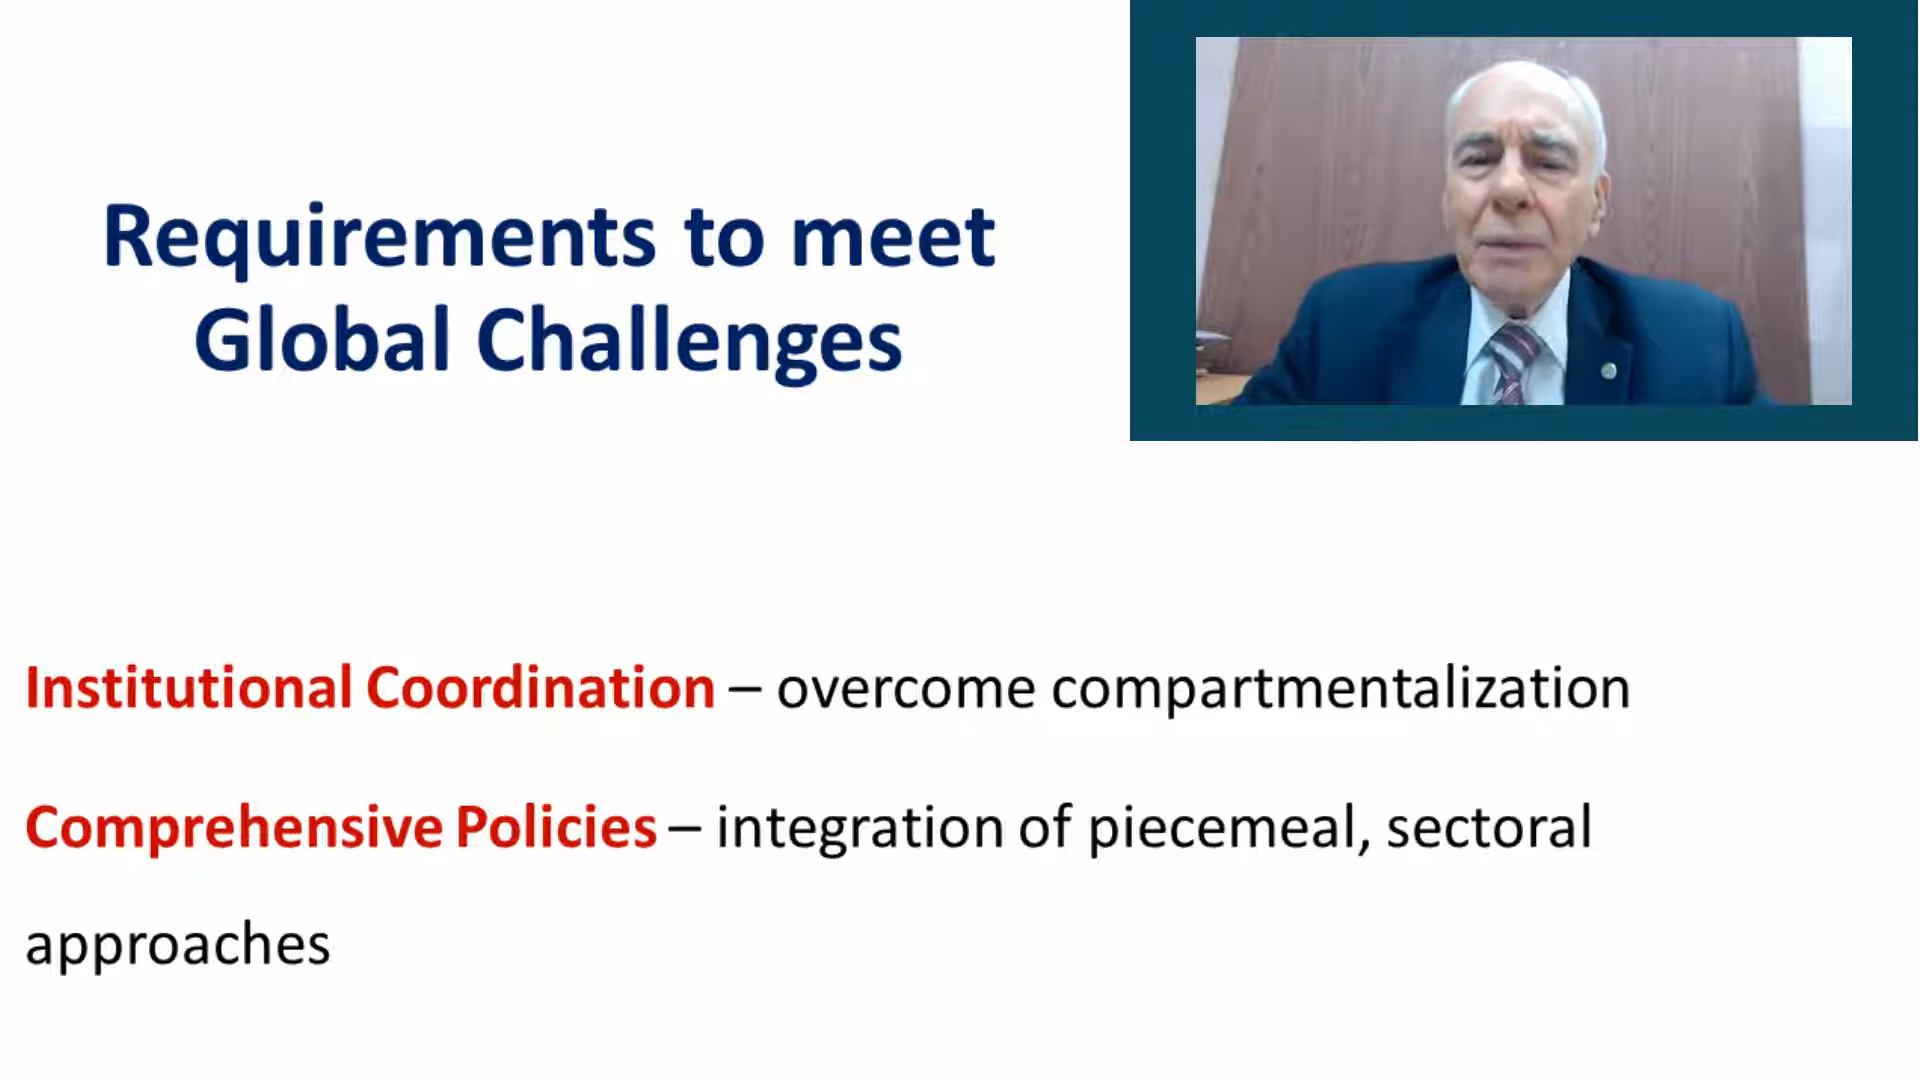 Requirements to meet
Global Challenges
Institutional Coordination – overcome compartmentalization
Comprehensive Policies – integration of piecemeal, sectoral
approaches